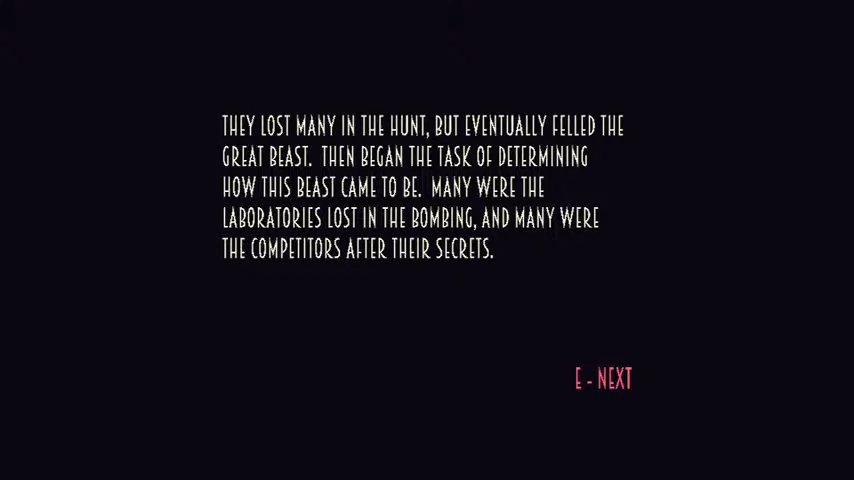 THEY LOST MANY IN THE HUNT, BUT EVENTUALLY FELLED THE
GREAT BEAST. THEN BEGAN THE TASK OF DETERMINING
HOW THIS BEAST CAME TO BE. MANY WERE THE
LABORATORIES LOST IN THE BOMBING, AND MANY WERE
THE COMPETITORS AFTER THEIR SECRETS.
E - NEXT